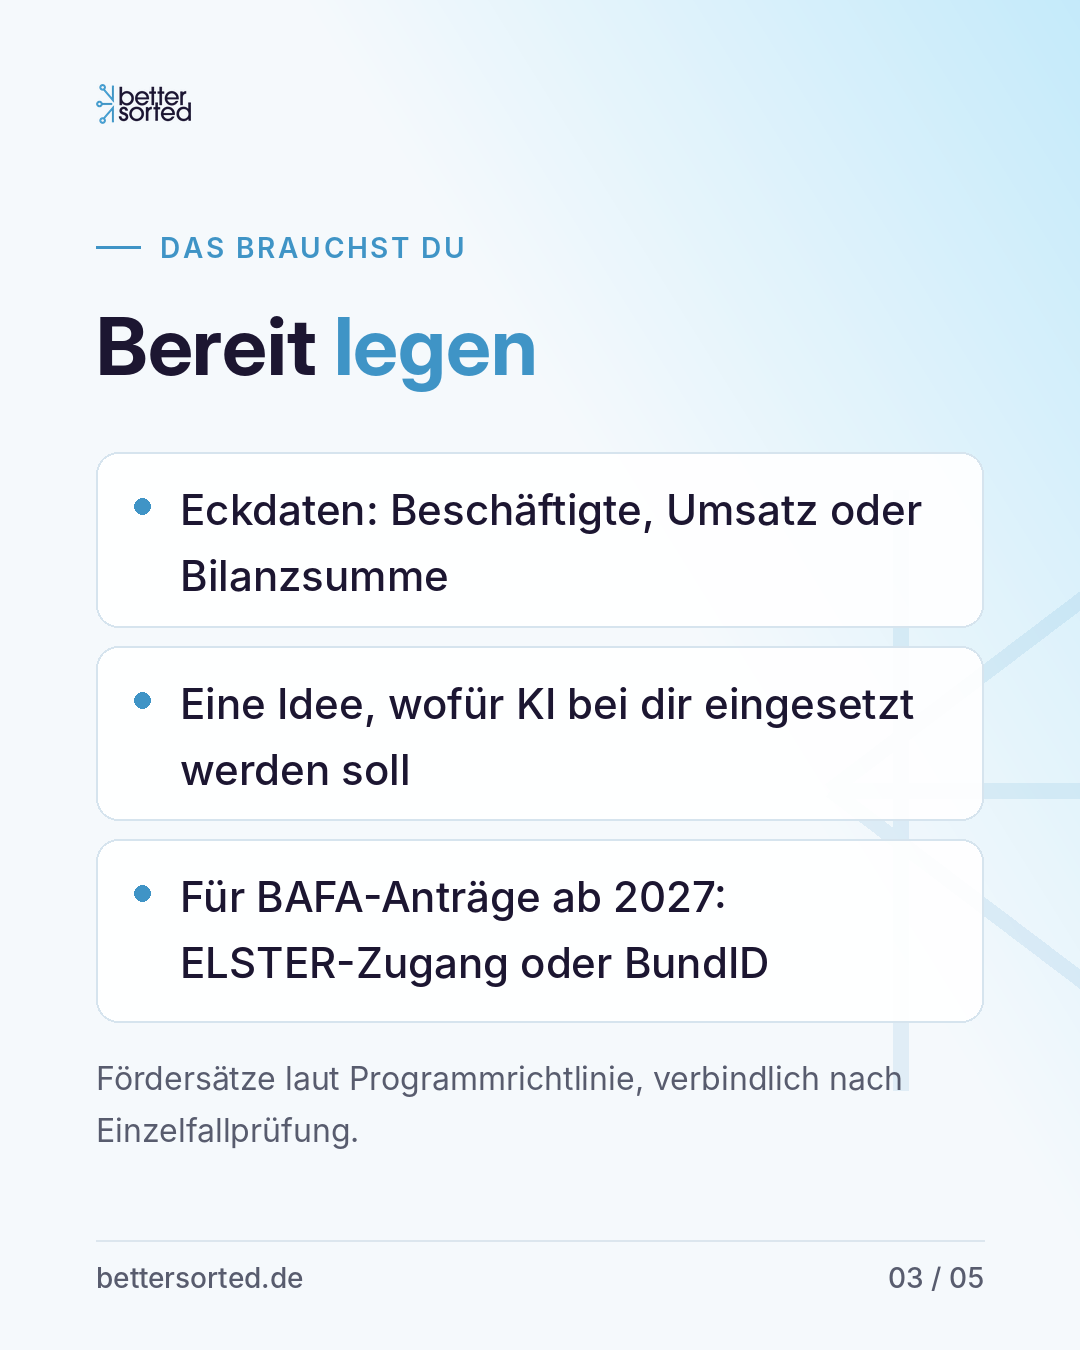 better
sorted
DAS BRAUCHST DU
Bereit legen
Eckdaten: Beschäftigte, Umsatz oder
Bilanzsumme
Eine Idee, wofür KI bei dir eingesetzt
werden soll
Für BAFA-Anträge ab 2027:
ELSTER-Zugang oder BundID
Fördersätze laut Programmrichtlinie, verbindlich nach
Einzelfallprüfung.
bettersorted.de
03 / 05